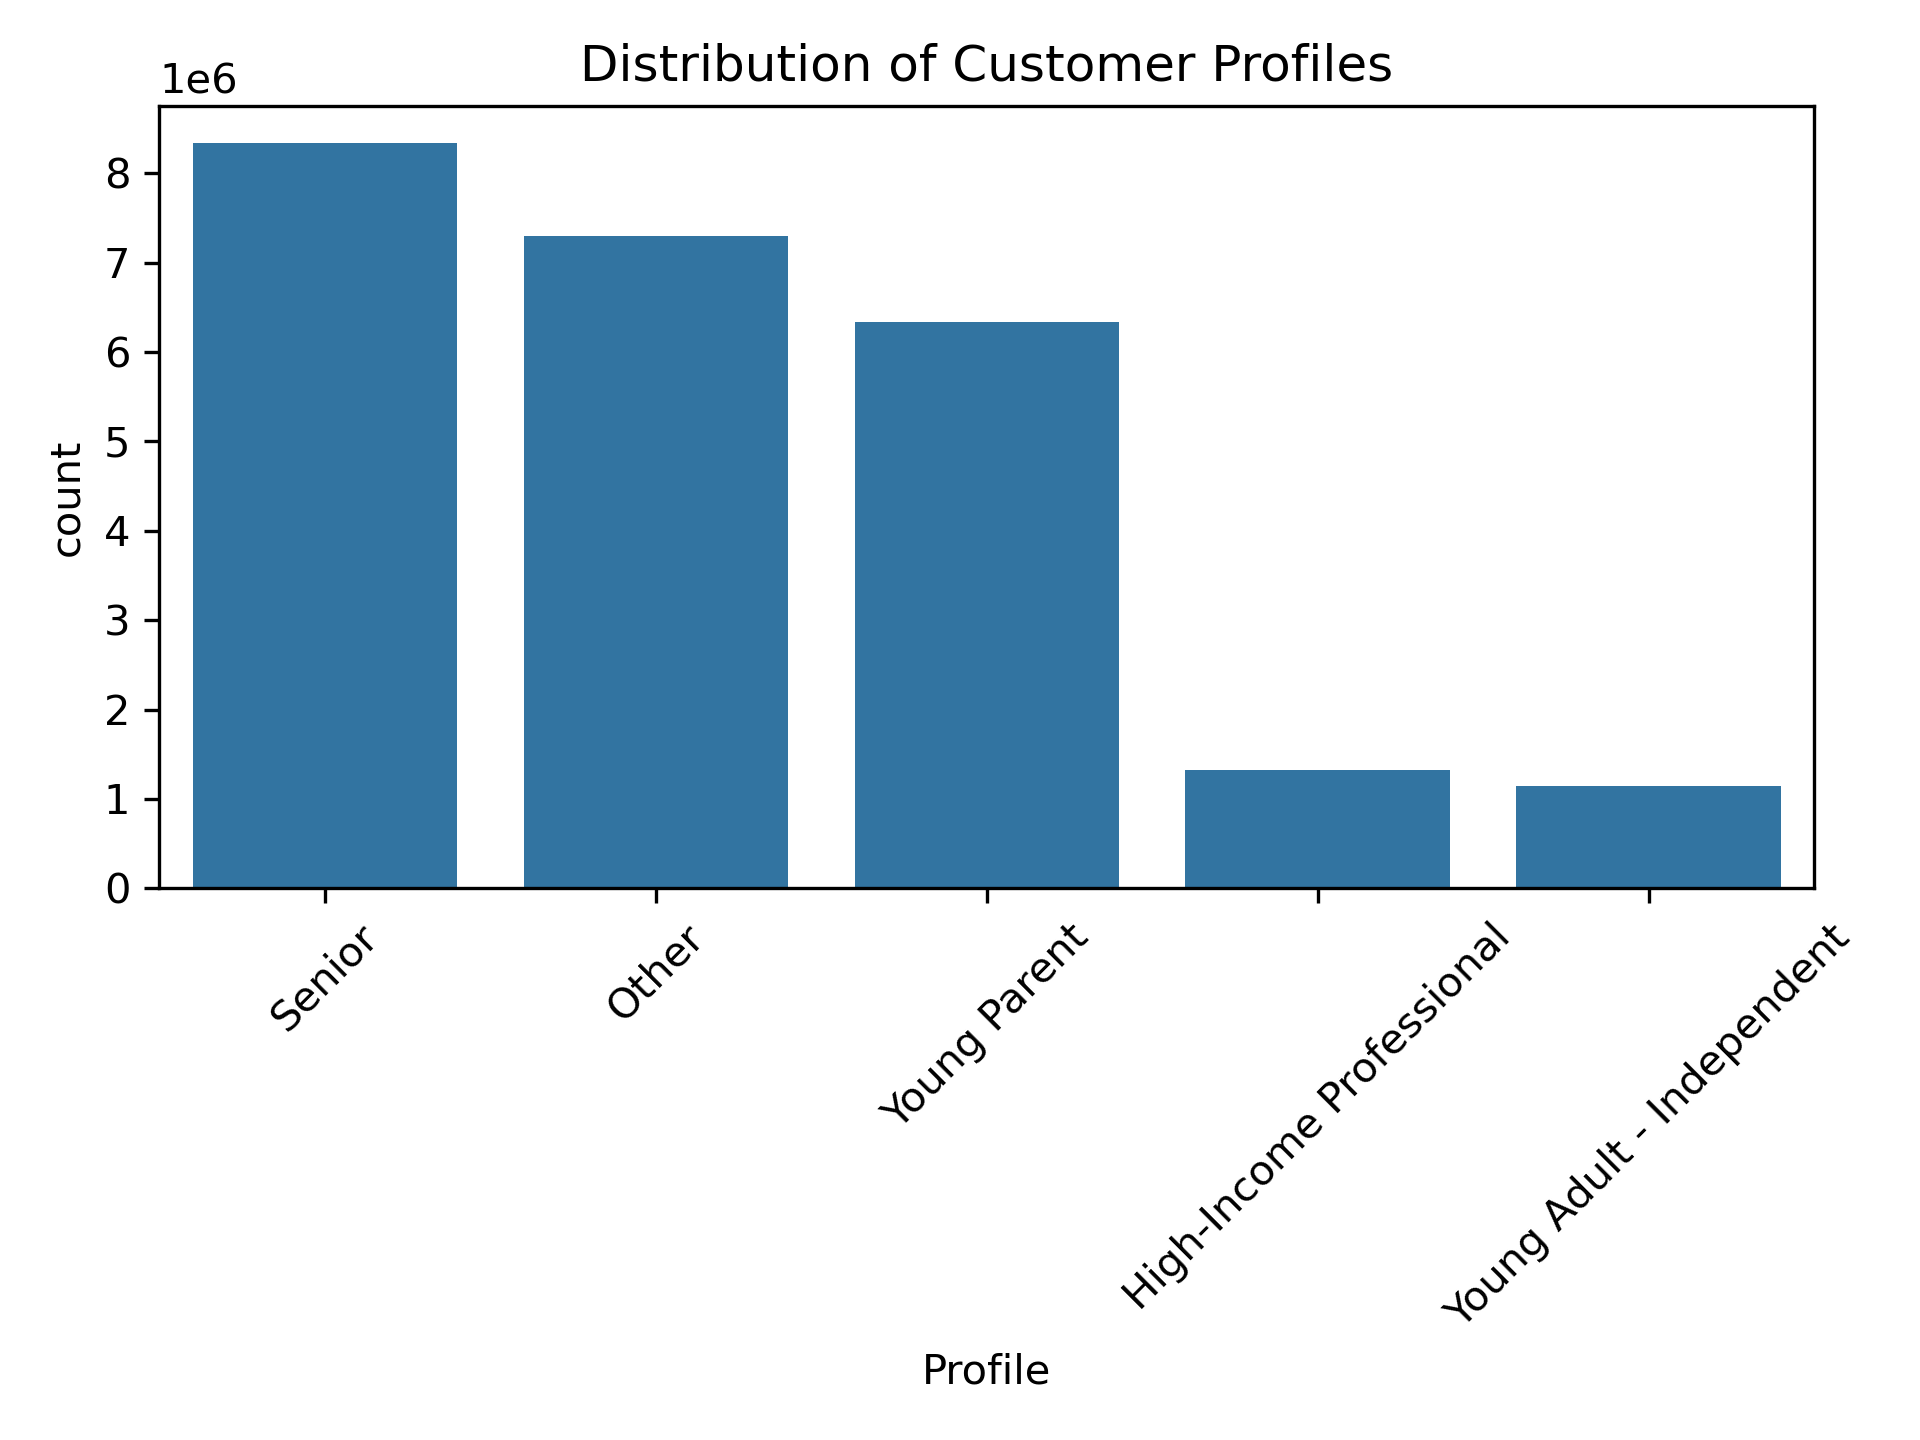 Distribution of Customer Profiles
1e6
8
7
6
5
4
3
2
1
0
count
Senior
Other
Young Parent
High-Income Professional
Young Adult - Independent
Profile